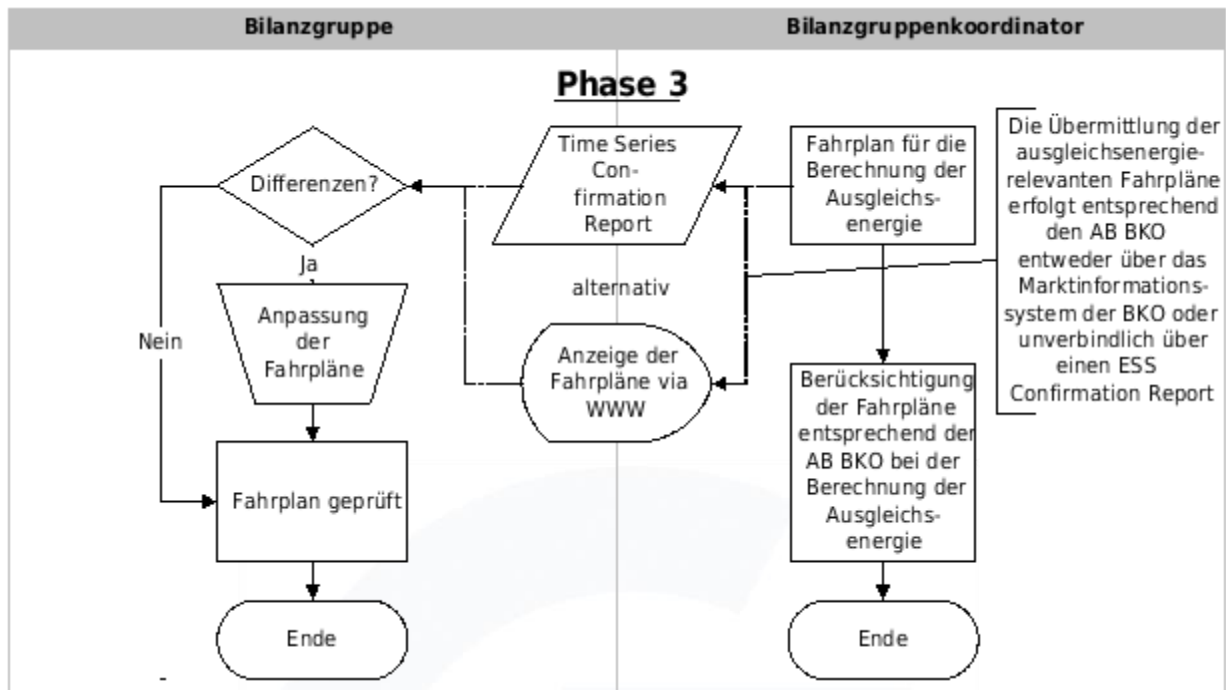 Bilanzgruppe
Bilanzgruppenkoordinator
Phase 3
Differenzen?
Ja
Nein
Anpassung
der
Fahrpläne
Fahrplan geprüft
Ende
Time Series
Con-
firmation
Report
alternativ
Anzeige der
Fahrpläne via
WWW
Fahrplan für die
Berechnung der
Ausgleichs-
energie
Berücksichtigung
der Fahrpläne
entsprechend der
AB BKO bei der
Berechnung der
Ausgleichs-
energie
Ende
Die Übermittlung der
ausgleichsenergie-
relevanten Fahrpläne
erfolgt entsprechend
den AB BKO
entweder über das
Marktinformations-
system der BKO oder
unverbindlich über
einen ESS
Confirmation Report